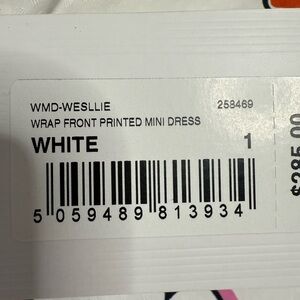 WMD-WESLLIE 258469
WRAP FRONT PRINTED MINI DRESS
WHITE 1
5 059489 813934
$285.00